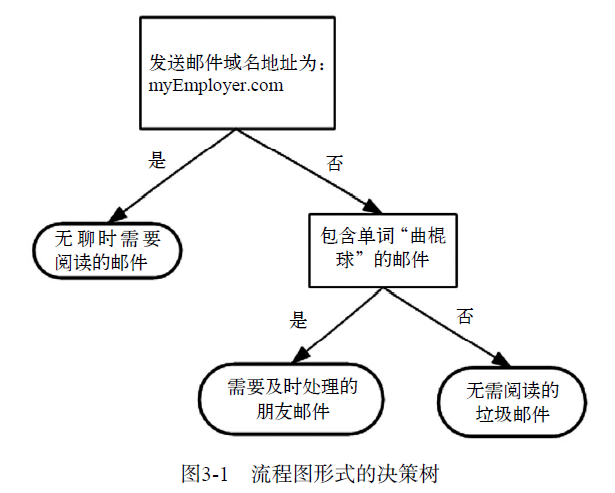 发送邮件域名地址为：
myEmployer.com
是
否
无聊时需要
阅读的邮件
包含单词“曲棍
球”的邮件
是
否
需要及时处理的
朋友邮件
无需阅读的
垃圾邮件
图3-1 流程图形式的决策树